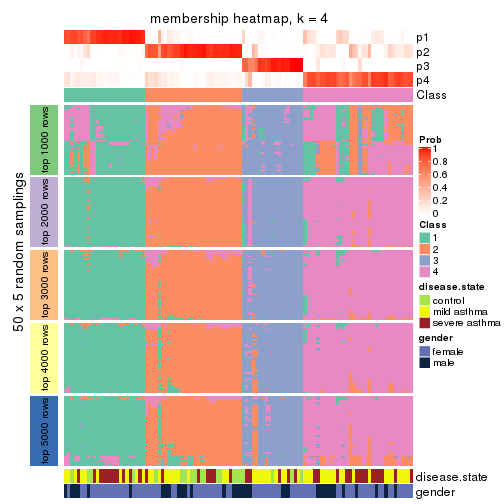 membership heatmap, k = 4
p1
p2
p3
p4
Class
50 x 5 random samplings
top 1000 rows
top 2000 rows
top 3000 rows
top 4000 rows
top 5000 rows
disease.state
gender
Prob
1
0.8
0.6
0.4
0.2
0
Class
1
2
3
4
disease.state
control
mild asthma
severe asthma
gender
female
male